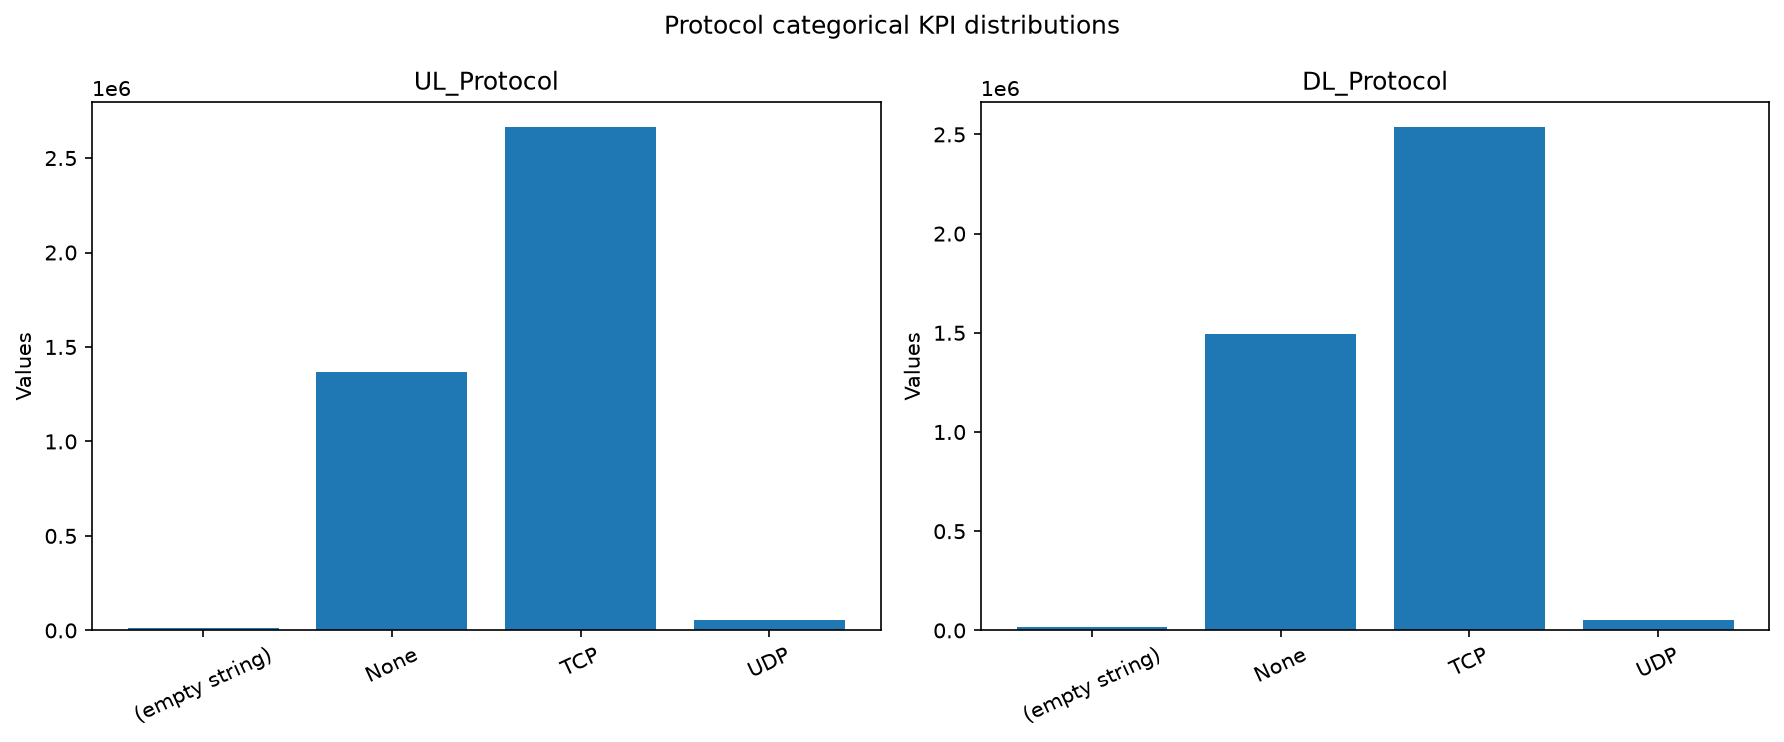 Protocol categorical KPI distributions
UL_Protocol
1e6
2.5
2.0
1.5
1.0
0.5
0.0
Values
(empty string)
None
TCP
UDP
DL_Protocol
1e6
2.5
2.0
1.5
1.0
0.5
0.0
Values
(empty string)
None
TCP
UDP